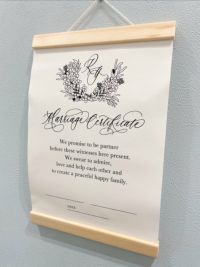 Marriage Certificate
We promise to be partner
before these witnesses here present.
We swear to admire,
love and help each other and
to create a peaceful happy family.
DATE